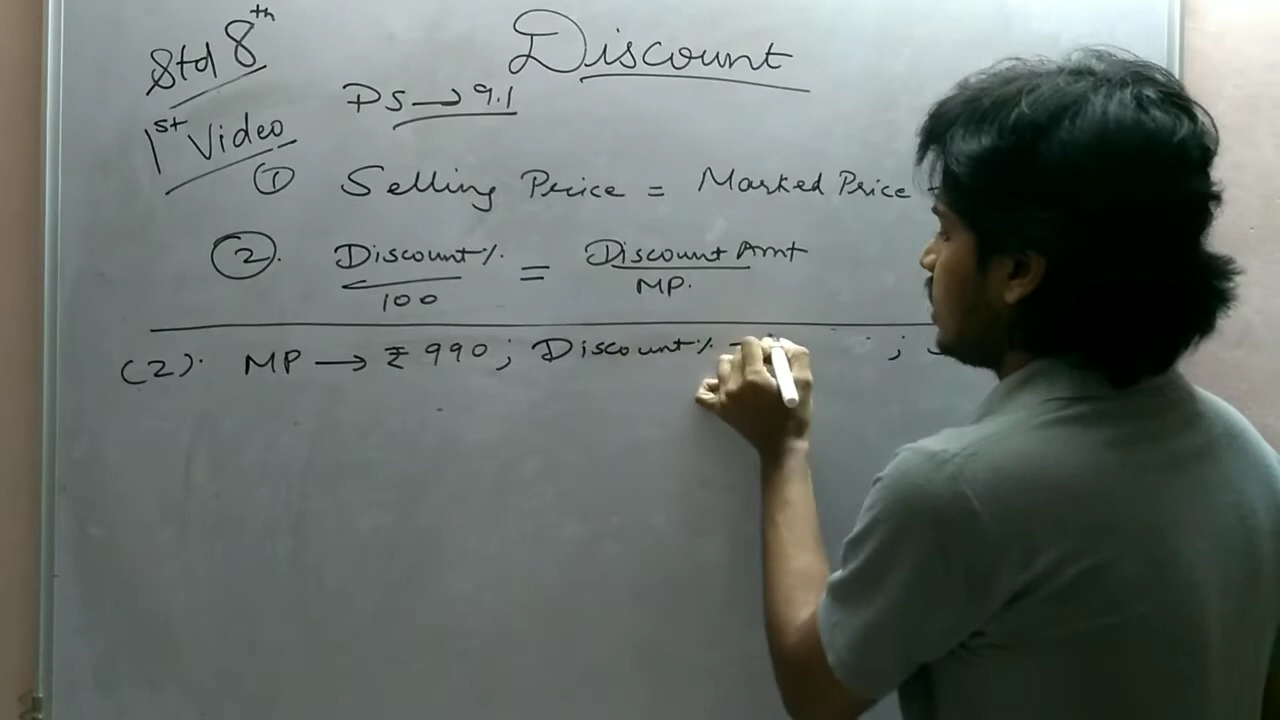 Std 8th
Discount
PS → 9.1
1st Video
① Selling Price = Marked Price -
② Discount% / 100 = Discount Amt / MP.
(2). MP → ₹ 990 ; Discount% ;